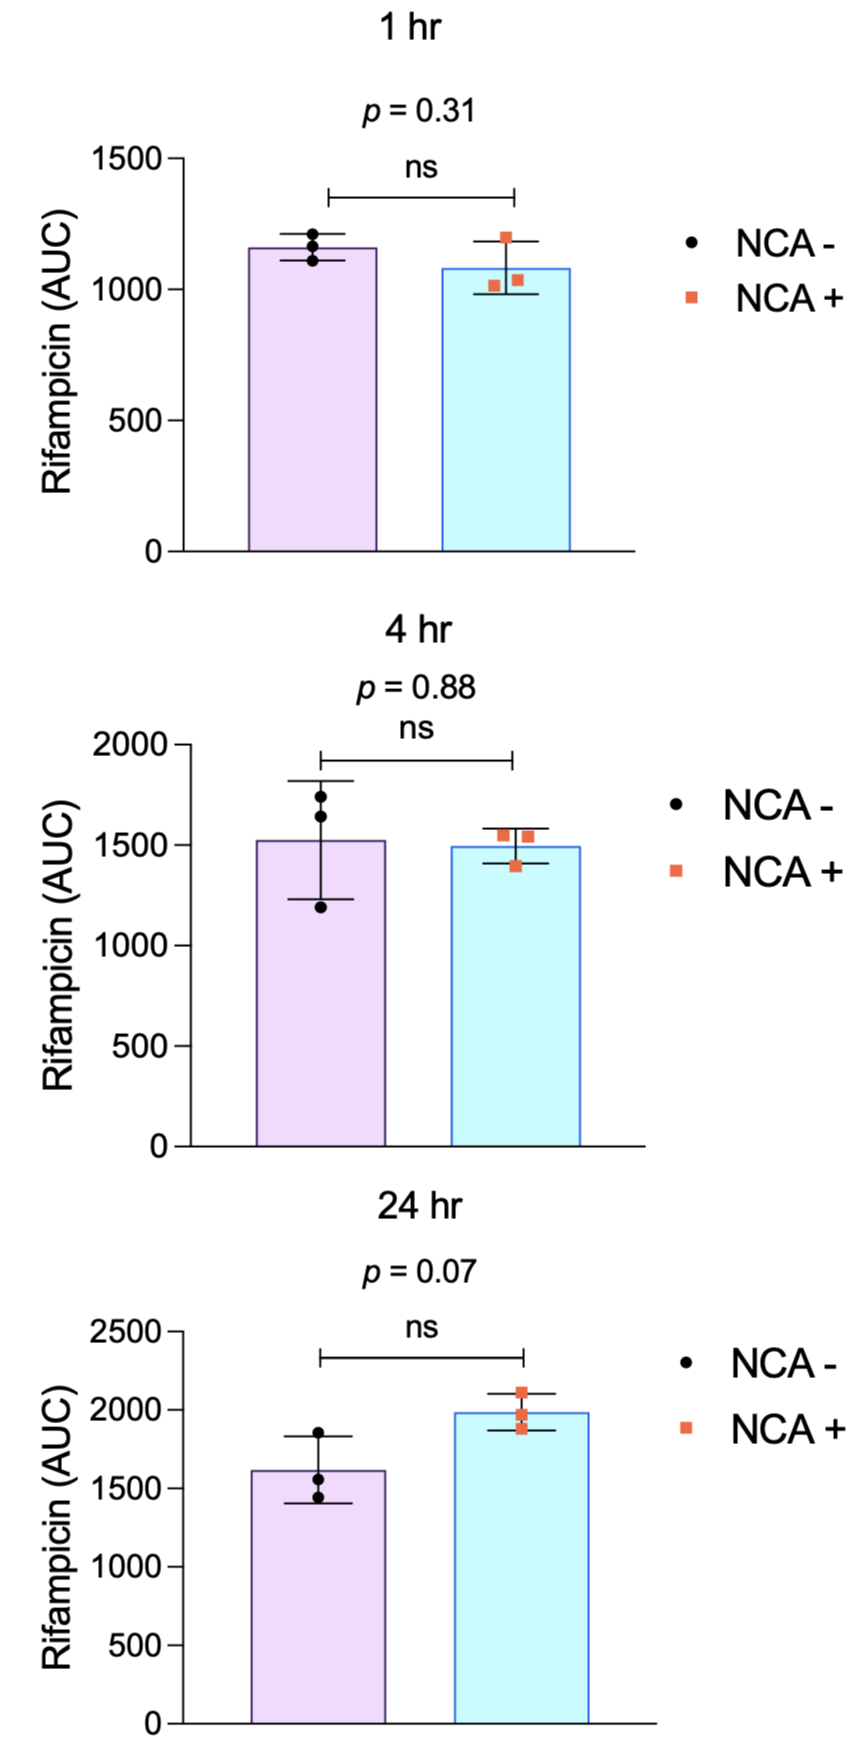 1 hr
p = 0.31
ns
1500
1000
500
0
Rifampicin (AUC)
NCA -
NCA +
4 hr
p = 0.88
ns
2000
1500
1000
500
0
Rifampicin (AUC)
NCA -
NCA +
24 hr
p = 0.07
ns
2500
2000
1500
1000
500
0
Rifampicin (AUC)
NCA -
NCA +